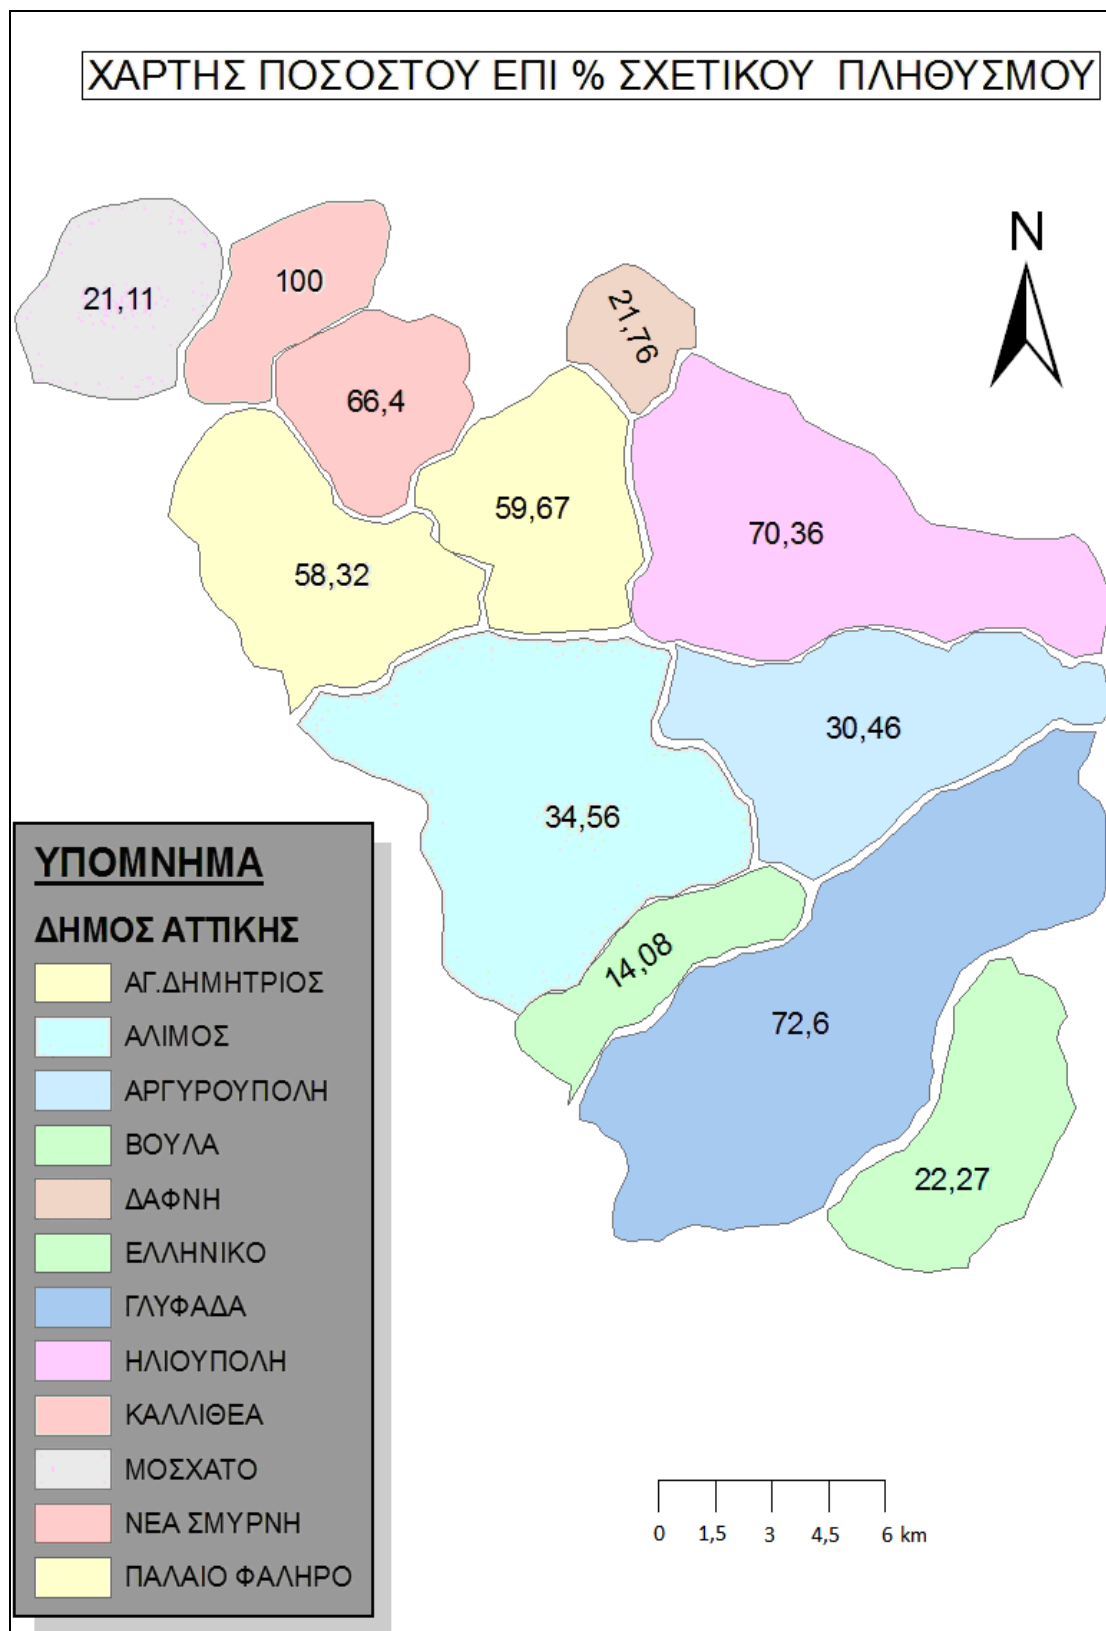 ΧΑΡΤΗΣ ΠΟΣΟΣΤΟΥ ΕΠΙ % ΣΧΕΤΙΚΟΥ ΠΛΗΘΥΣΜΟΥ
N
21,11
100
21,76
66,4
59,67
70,36
58,32
30,46
34,56
14,08
72,6
22,27
ΥΠΟΜΝΗΜΑ
ΔΗΜΟΣ ΑΤΤΙΚΗΣ
ΑΓ.ΔΗΜΗΤΡΙΟΣ
ΑΛΙΜΟΣ
ΑΡΓΥΡΟΥΠΟΛΗ
ΒΟΥΛΑ
ΔΑΦΝΗ
ΕΛΛΗΝΙΚΟ
ΓΛΥΦΑΔΑ
ΗΛΙΟΥΠΟΛΗ
ΚΑΛΛΙΘΕΑ
ΜΟΣΧΑΤΟ
ΝΕΑ ΣΜΥΡΝΗ
ΠΑΛΑΙΟ ΦΑΛΗΡΟ
0 1,5 3 4,5 6 km